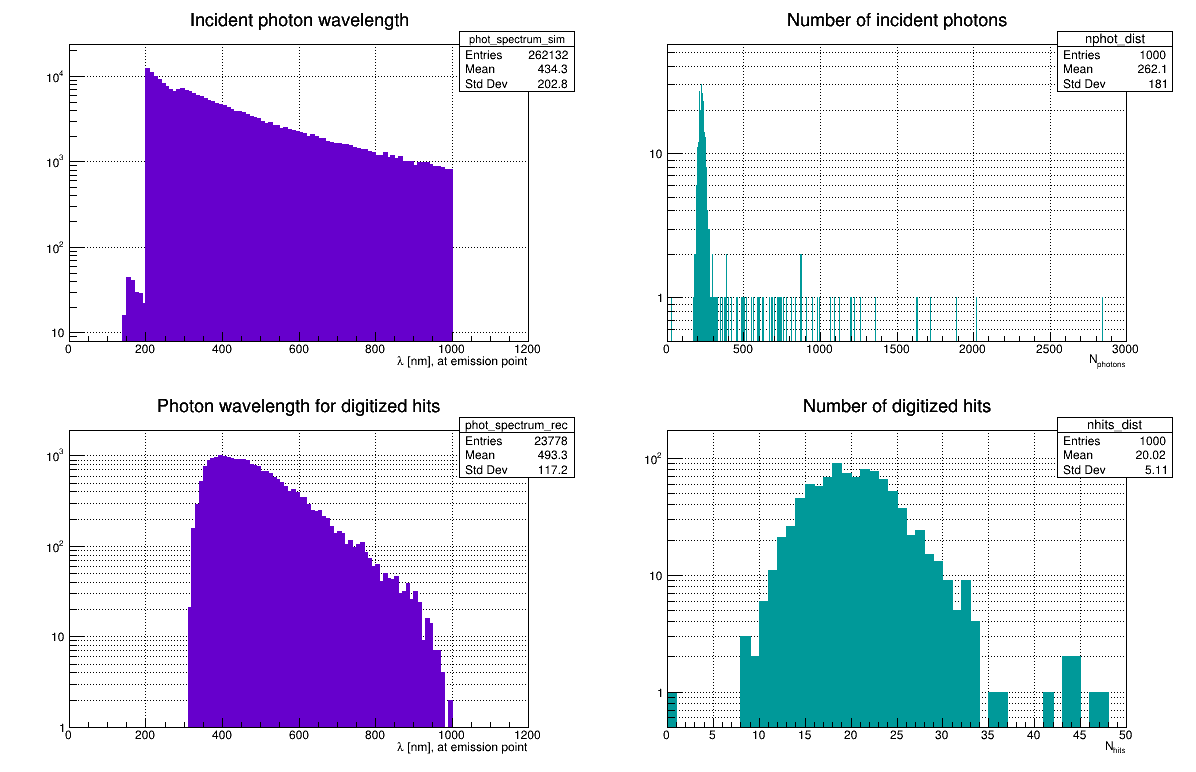 Incident photon wavelength
phot_spectrum_sim
Entries 262132
Mean 434.3
Std Dev 202.8
10^4
10^3
10^2
10
0 200 400 600 800 1000 1200
λ [nm], at emission point
Number of incident photons
nphot_dist
Entries 1000
Mean 262.1
Std Dev 181
10
1
0 500 1000 1500 2000 2500 3000
N_photons
Photon wavelength for digitized hits
phot_spectrum_rec
Entries 23778
Mean 493.3
Std Dev 117.2
10^3
10^2
10
1
0 200 400 600 800 1000 1200
λ [nm], at emission point
Number of digitized hits
nhits_dist
Entries 1000
Mean 20.02
Std Dev 5.11
10^2
10
1
0 5 10 15 20 25 30 35 40 45 50
N_hits